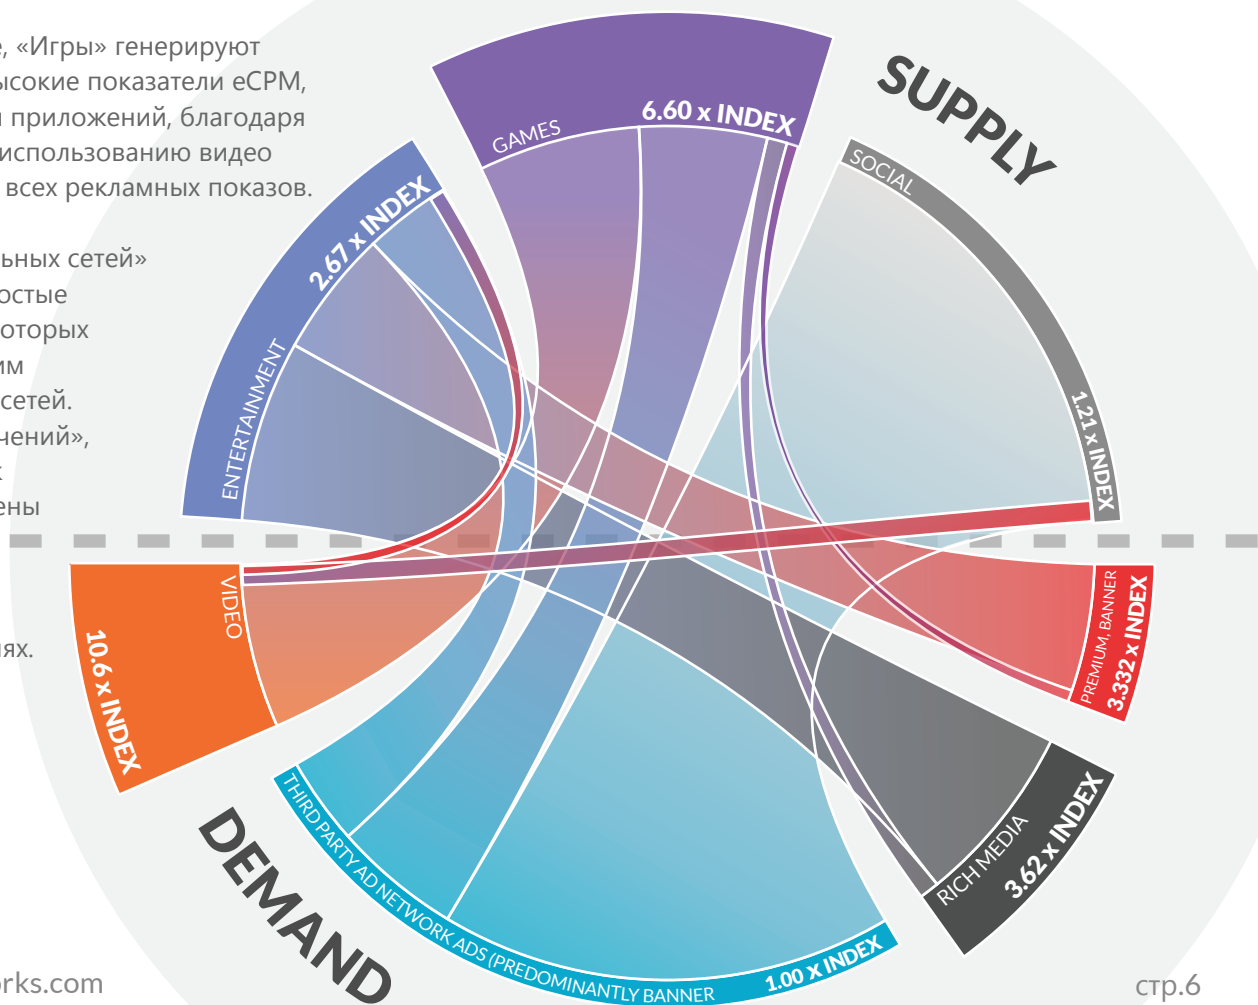 е, «Игры» генерируют
ысокие показатели eCPM,
и приложений, благодаря
использованию видео
всех рекламных показов.
ьных сетей»
остые
оторых
им
сетей.
чений»,
к
ены
ях.
SUPPLY
GAMES
6.60 x INDEX
SOCIAL
1.21 x INDEX
2.67 x INDEX
ENTERTAINMENT
VIDEO
10.6 x INDEX
PREMIUM, BANNER
3.332 x INDEX
RICH MEDIA
3.62 x INDEX
THIRD PARTY AD NETWORK ADS (PREDOMINANTLY BANNER
1.00 X INDEX
DEMAND
rks.com
стр.6